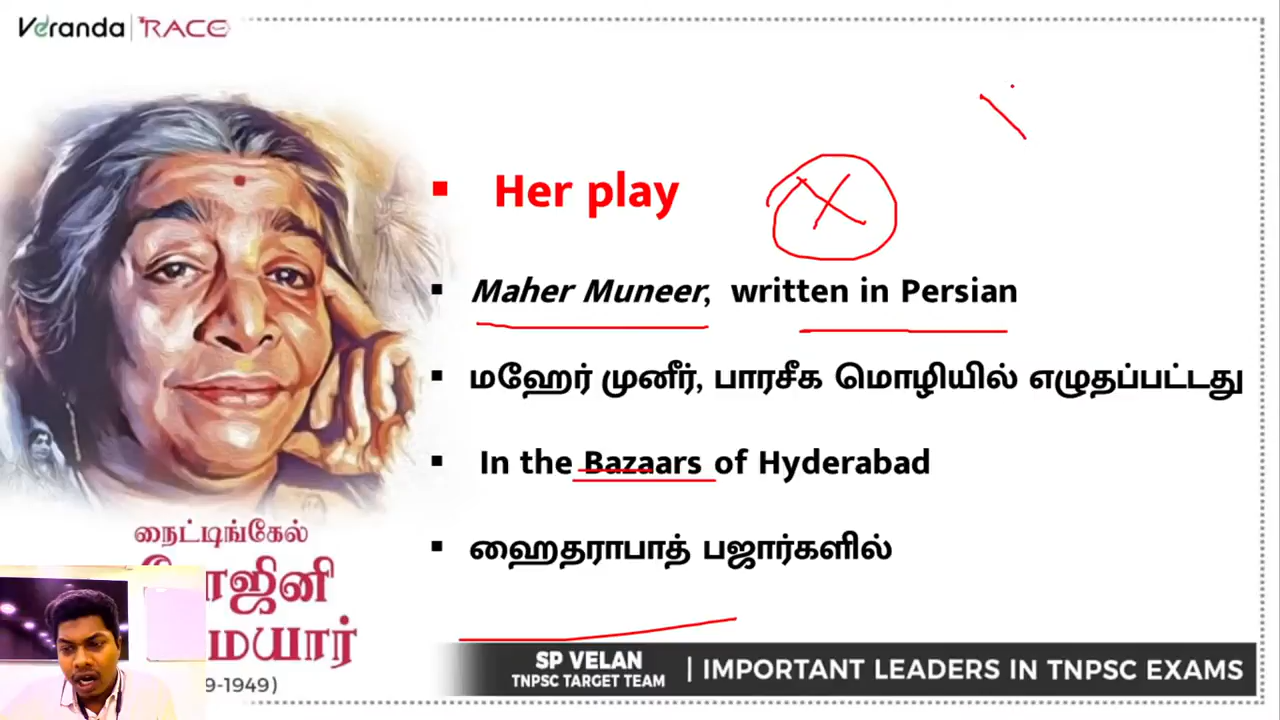 Veranda RACE
Her play
Maher Muneer, written in Persian
மஹேர் முனீர், பாரசீக மொழியில் எழுதப்பட்டது
In the Bazaars of Hyderabad
ஹைதராபாத் பஜார்களில்
நைட்டிங்கேல்
ஜினி
மையார்
9-1949)
SP VELAN
TNPSC TARGET TEAM
IMPORTANT LEADERS IN TNPSC EXAMS